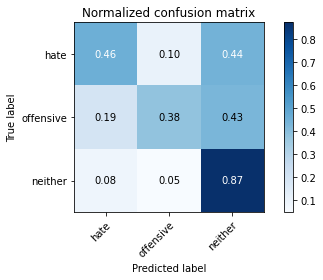 Normalized confusion matrix
True label
hate 0.46 0.10 0.44
offensive 0.19 0.38 0.43
neither 0.08 0.05 0.87
hate offensive neither
Predicted label
0.8
0.7
0.6
0.5
0.4
0.3
0.2
0.1